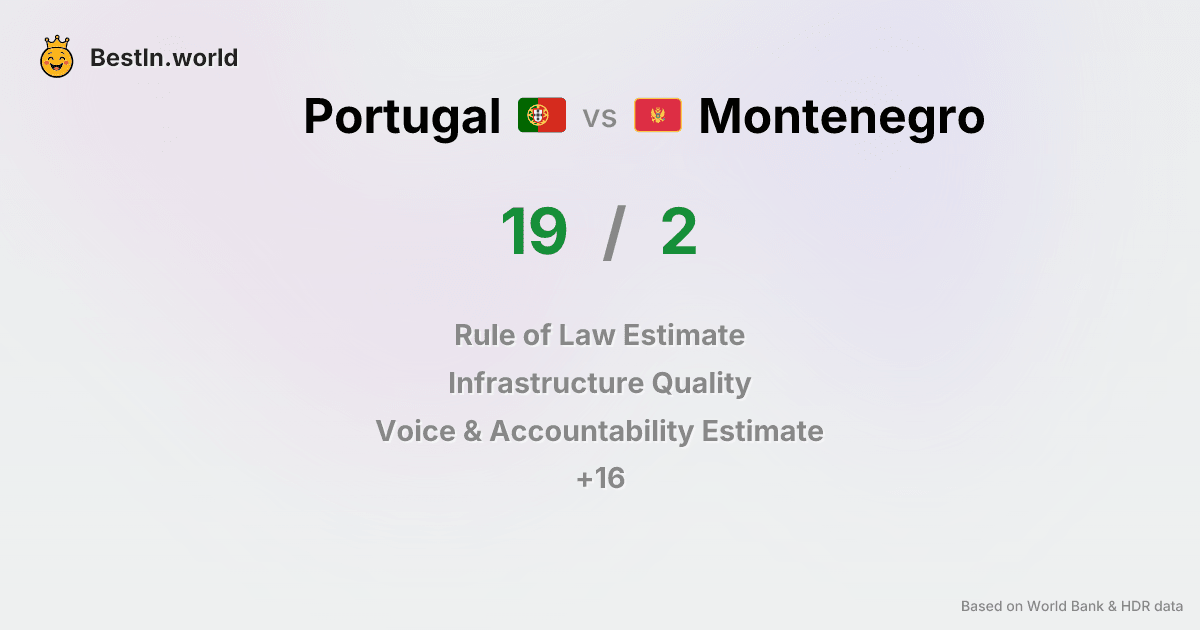 BestIn.world
Portugal vs Montenegro
19 / 2
Rule of Law Estimate
Infrastructure Quality
Voice & Accountability Estimate
+16
Based on World Bank & HDR data